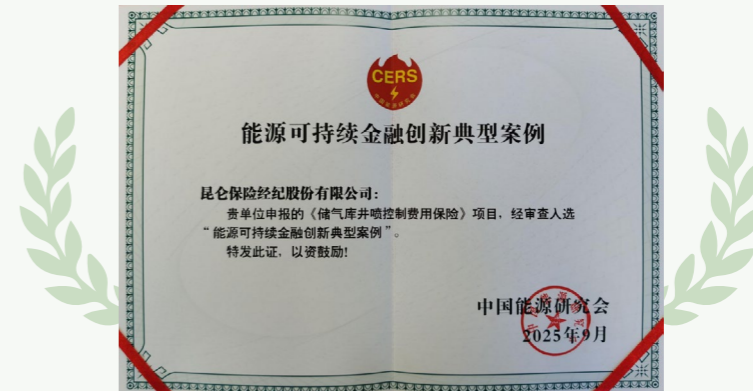 CERS
能源可持续金融创新典型案例
昆仑保险经纪股份有限公司：
贵单位申报的《储气库井喷控制费用保险》项目，经审查入选
“能源可持续金融创新典型案例”。
特发此证，以资鼓励!
中国能源研究会
2025年9月